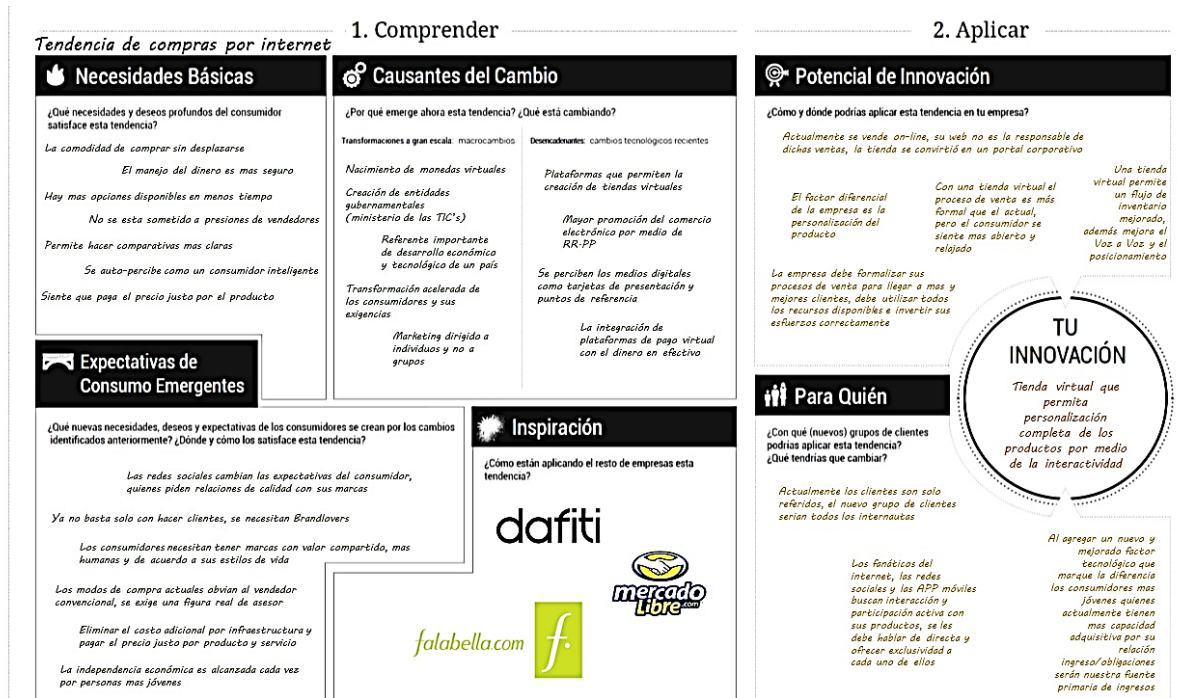 1. Comprender
2. Aplicar
Tendencia de compras por internet
Necesidades Básicas
¿Qué necesidades y deseos profundos del consumidor
satisface esta tendencia?
La comodidad de comprar sin desplazarse
El manejo del dinero es mas seguro
Hay mas opciones disponibles en menos tiempo
No se esta sometido a presiones de vendedores
Permite hacer comparativas mas claras
Se auto-percibe como un consumidor inteligente
Siente que paga el precio justo por el producto
Causantes del Cambio
¿Por qué emerge ahora esta tendencia? ¿Qué está cambiando?
Transformaciones a gran escala: macrocambios
Nacimiento de monedas virtuales
Creación de entidades
gubernamentales
(ministerio de las TIC's)
Referente importante
de desarrollo económico
y tecnológico de un país
Transformación acelerada de
los consumidores y sus
exigencias
Marketing dirigido a
individuos y no a
grupos
Desencadenantes: cambios tecnológicos recientes
Plataformas que permiten la
creación de tiendas virtuales
Mayor promoción del comercio
electrónico por medio de
RR-PP
Se perciben los medios digitales
como tarjetas de presentación y
puntos de referencia
La integración de
plataformas de pago virtual
con el dinero en efectivo
Expectativas de
Consumo Emergentes
¿Qué nuevas necesidades, deseos y expectativas de los consumidores se crean por los cambios
identificados anteriormente? ¿Dónde y cómo los satisface esta tendencia?
Las redes sociales cambian las expectativas del consumidor,
quienes piden relaciones de calidad con sus marcas
Ya no basta solo con hacer clientes, se necesitan Brandlovers
Los consumidores necesitan tener marcas con valor compartido, mas
humanas y de acuerdo a sus estilos de vida
Los modos de compra actuales obvian al vendedor
convencional, se exige una figura real de asesor
Eliminar el costo adicional por infraestructura y
pagar el precio justo por producto y servicio
La independencia económica es alcanzada cada vez
por personas mas jóvenes
Inspiración
¿Cómo están aplicando el resto de empresas esta
tendencia?
dafiti
mercado
Libre.com
falabella.com
f.
Potencial de Innovación
¿Cómo y dónde podrías aplicar esta tendencia en tu empresa?
Actualmente se vende on-line, su web no es la responsable de
dichas ventas, la tienda se convirtió en un portal corporativo
El factor diferencial
de la empresa es la
personalización del
producto
Con una tienda virtual el
proceso de venta es más
formal que el actual,
pero el consumidor se
siente mas abierto y
relajado
Una tienda
virtual permite
un flujo de
inventario
mejorado,
además mejora el
Voz a Voz y el
posicionamiento
La empresa debe formalizar sus
procesos de venta para llegar a mas y
mejores clientes, debe utilizar todos
los recursos disponibles e invertir sus
esfuerzos correctamente
TU
INNOVACIÓN
Tienda virtual que
permita
personalización
completa de los
productos por medio
de la interactividad
Para Quién
¿Con qué (nuevos) grupos de clientes
podrías aplicar esta tendencia?
¿Qué tendrías que cambiar?
Actualmente los clientes son solo
referidos, el nuevo grupo de clientes
serian todos los internautas
Los fanáticos del
internet, las redes
sociales y las APP móviles
buscan interacción y
participación activa con
sus productos, se les
debe hablar de directa y
ofrecer exclusividad a
cada uno de ellos
Al agregar un nuevo y
mejorado factor
tecnológico que
marque la diferencia
los consumidores mas
jóvenes quienes
actualmente tienen
mas capacidad
adquisitiva por su
relación
ingreso/obligaciones
serán nuestra fuente
primaria de ingresos